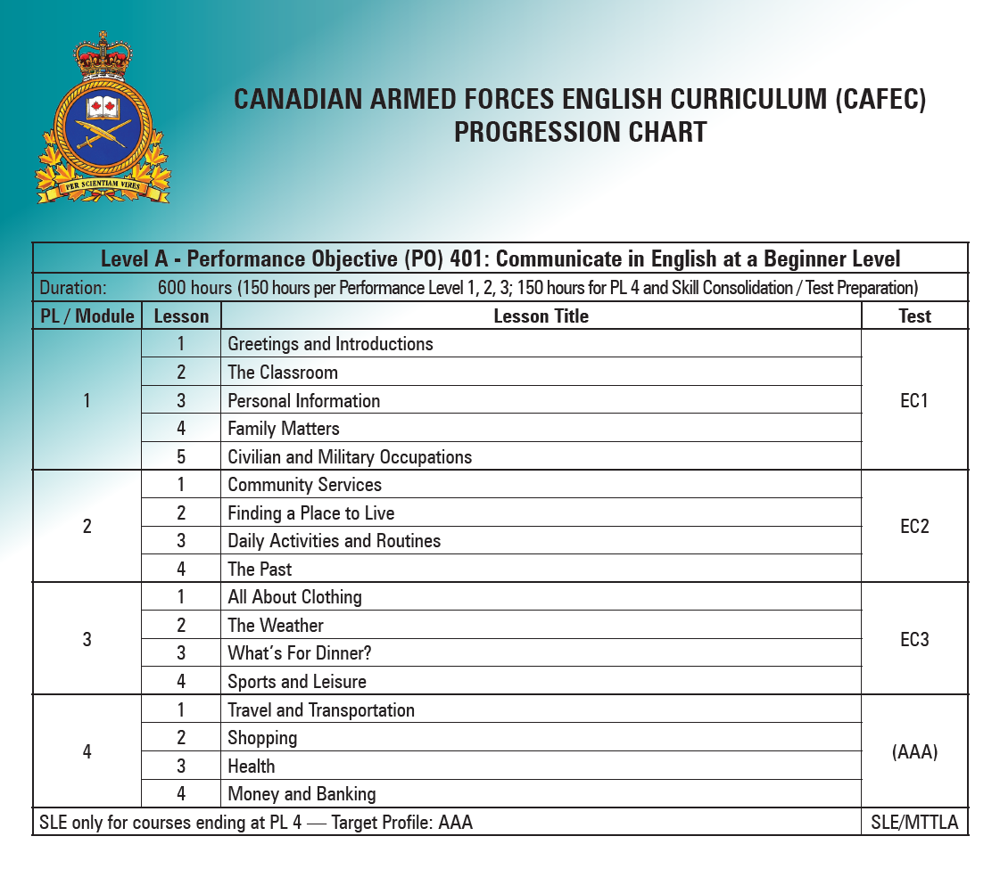 CANADIAN ARMED FORCES ENGLISH CURRICULUM (CAFEC)
PROGRESSION CHART
PER SCIENTIAM VIRES
Level A - Performance Objective (PO) 401: Communicate in English at a Beginner Level
Duration: 600 hours (150 hours per Performance Level 1, 2, 3; 150 hours for PL 4 and Skill Consolidation / Test Preparation)
PL / Module Lesson Lesson Title Test
1 1 Greetings and Introductions EC1
2 The Classroom
3 Personal Information
4 Family Matters
5 Civilian and Military Occupations
2 1 Community Services EC2
2 Finding a Place to Live
3 Daily Activities and Routines
4 The Past
3 1 All About Clothing EC3
2 The Weather
3 What's For Dinner?
4 Sports and Leisure
4 1 Travel and Transportation (AAA)
2 Shopping
3 Health
4 Money and Banking
SLE only for courses ending at PL 4 — Target Profile: AAA SLE/MTTLA